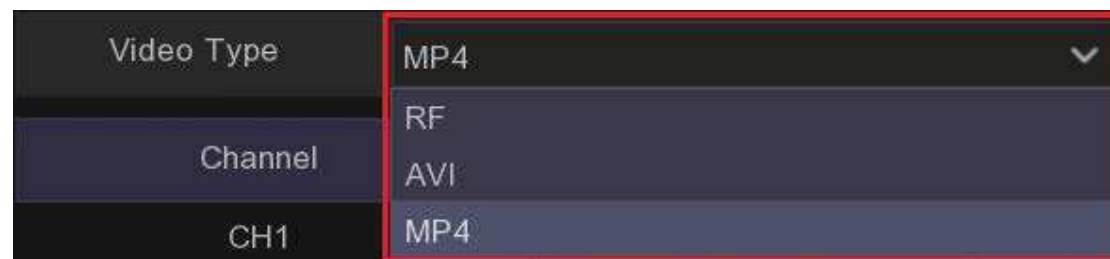 Video Type
MP4
RF
Channel
AVI
CH1
MP4